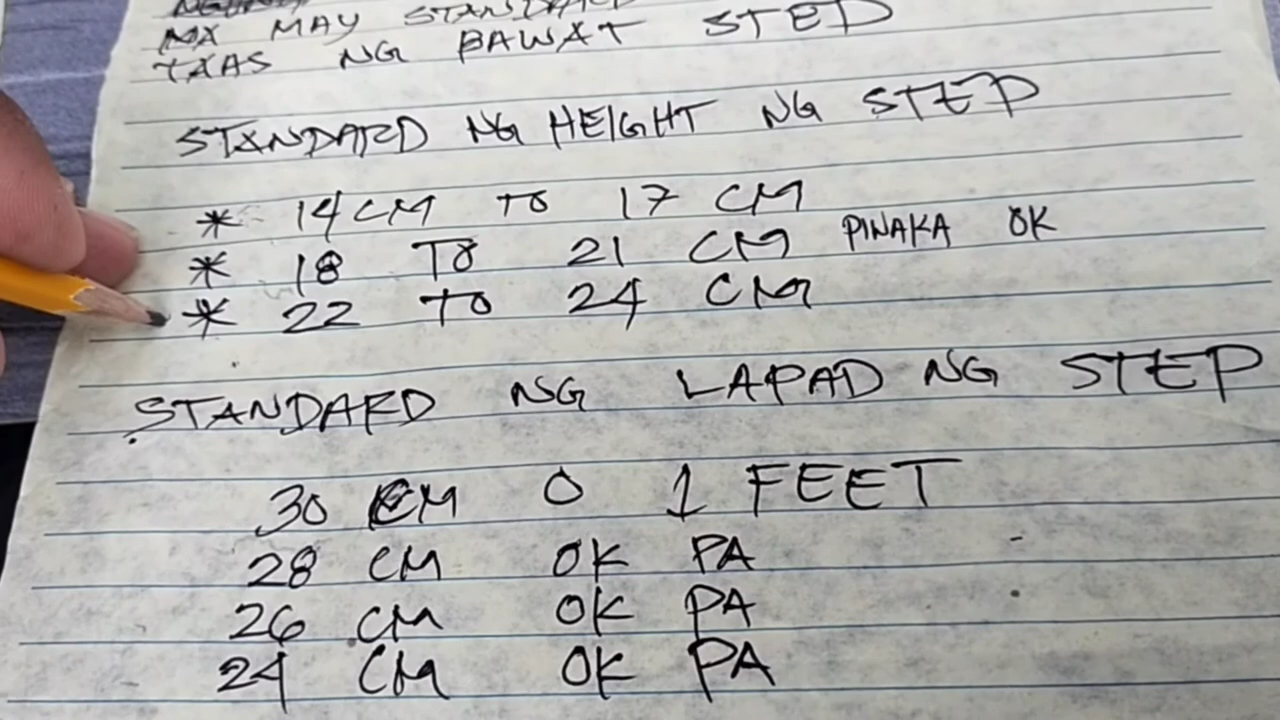 MX MAY STANDARD
TAAS NG BAWAT STEP
STANDARD NG HEIGHT NG STEP
* 14 CM TO 17 CM
* 18 TO 21 CM PINAKA OK
* 22 TO 24 CM
STANDARD NG LAPAD NG STEP
30 CM O 1 FEET
28 CM OK PA
26 CM OK PA
24 CM OK PA